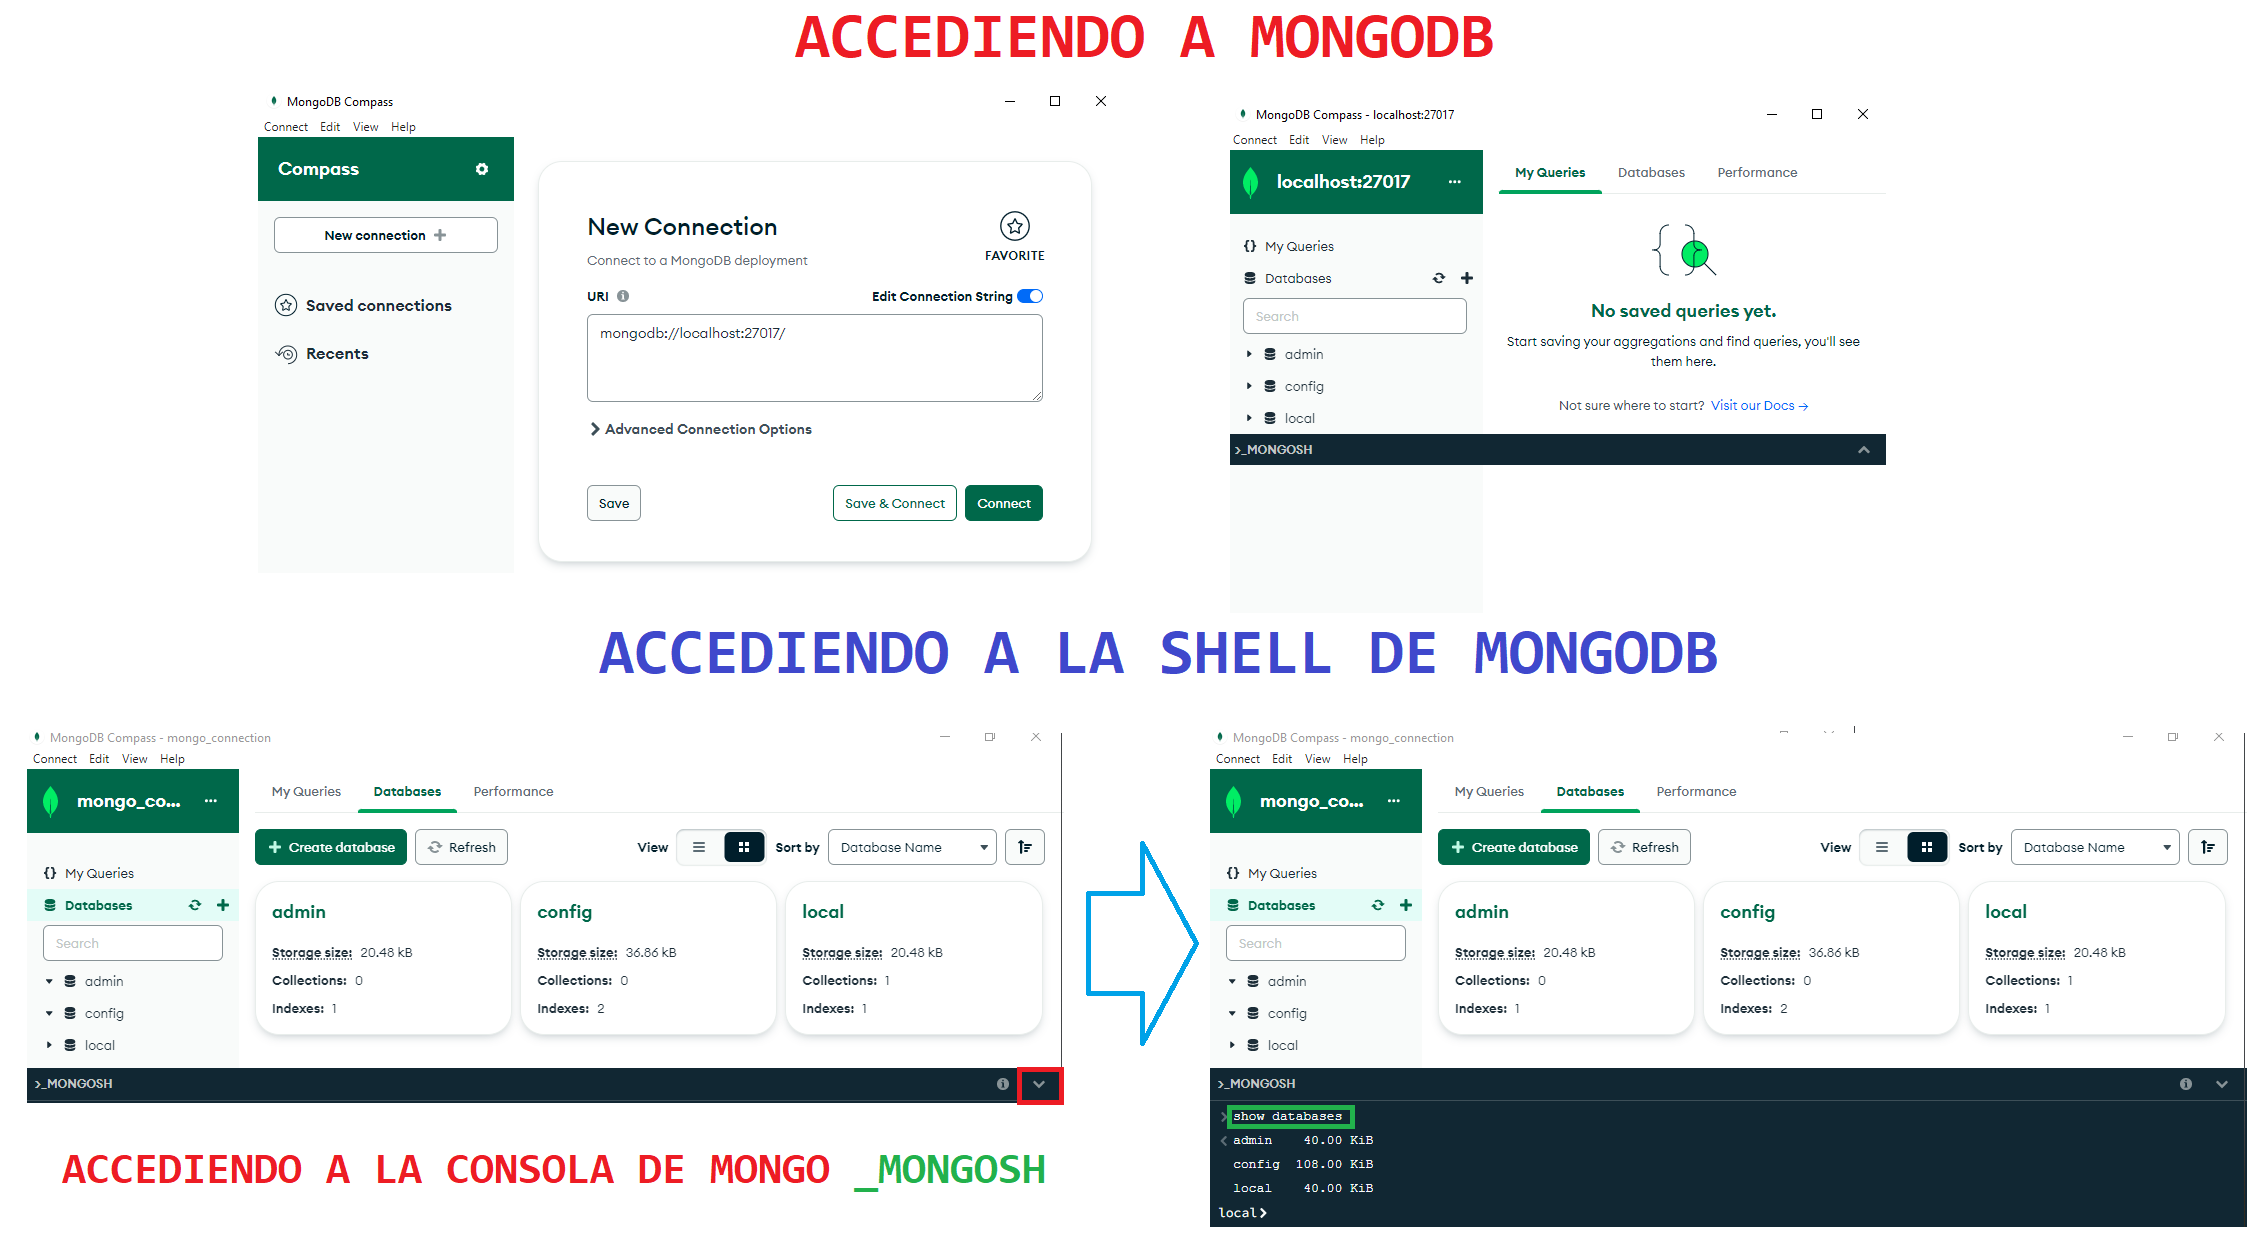 ACCEDIENDO A MONGODB
MongoDB Compass
Connect Edit View Help
Compass
New connection
Saved connections
Recents
New Connection
Connect to a MongoDB deployment
FAVORITE
URI
Edit Connection String
mongodb://localhost:27017/
Advanced Connection Options
Save
Save & Connect
Connect
MongoDB Compass - localhost:27017
Connect Edit View Help
localhost:27017
My Queries Databases Performance
{} My Queries
Databases
Search
admin
config
local
No saved queries yet.
Start saving your aggregations and find queries, you'll see
them here.
Not sure where to start? Visit our Docs →
>_MONGOSH
ACCEDIENDO A LA SHELL DE MONGODB
MongoDB Compass - mongo_connection
Connect Edit View Help
mongo_co... ...
My Queries Databases Performance
+ Create database
Refresh
View
Sort by
Database Name
{} My Queries
Databases
Search
admin
config
local
admin
Storage size: 20.48 kB
Collections: 0
Indexes: 1
config
Storage size: 36.86 kB
Collections: 0
Indexes: 2
local
Storage size: 20.48 kB
Collections: 1
Indexes: 1
>_MONGOSH
ACCEDIENDO A LA CONSOLA DE MONGO _MONGOSH
MongoDB Compass - mongo_connection
Connect Edit View Help
mongo_co... ...
My Queries Databases Performance
+ Create database
Refresh
View
Sort by
Database Name
{} My Queries
Databases
Search
admin
config
local
admin
Storage size: 20.48 kB
Collections: 0
Indexes: 1
config
Storage size: 36.86 kB
Collections: 0
Indexes: 2
local
Storage size: 20.48 kB
Collections: 1
Indexes: 1
>_MONGOSH
> show databases
< admin 40.00 KiB
config 108.00 KiB
local 40.00 KiB
local>